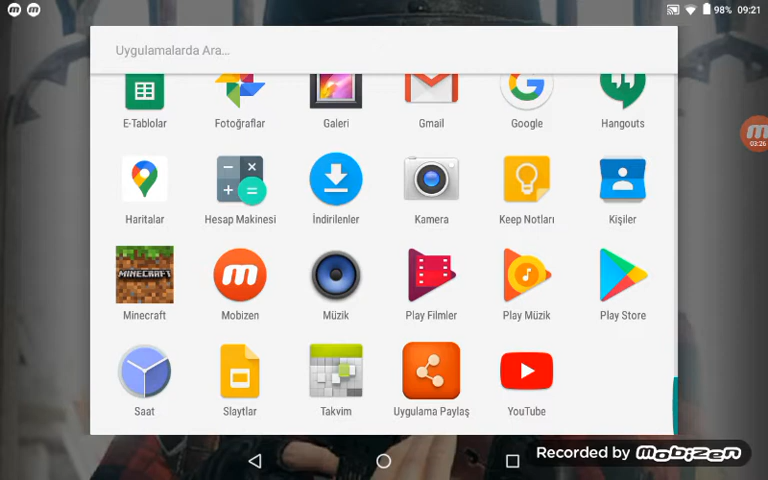 98% 09:21
Uygulamalarda Ara...
E-Tablolar Fotoğraflar Galeri Gmail Google Hangouts
03:26
Haritalar Hesap Makinesi İndirilenler Kamera Keep Notları Kişiler
MINECRAFT
Minecraft Mobizen Müzik Play Filmler Play Müzik Play Store
Saat Slaytlar Takvim Uygulama Paylaş YouTube
Recorded by mobizen